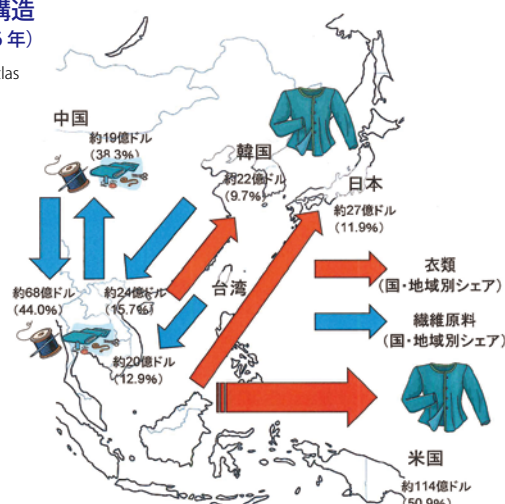 構造
年）
las
中国
約19億ドル
(38.3%)
韓国
約22億ドル
(9.7%)
日本
約27億ドル
(11.9%)
台湾
約68億ドル
(44.0%)
約24億ドル
(15.7%)
約20億ドル
(12.9%)
衣類
(国・地域別シェア)
繊維原料
(国・地域別シェア)
米国
約114億ドル
(50.9%)